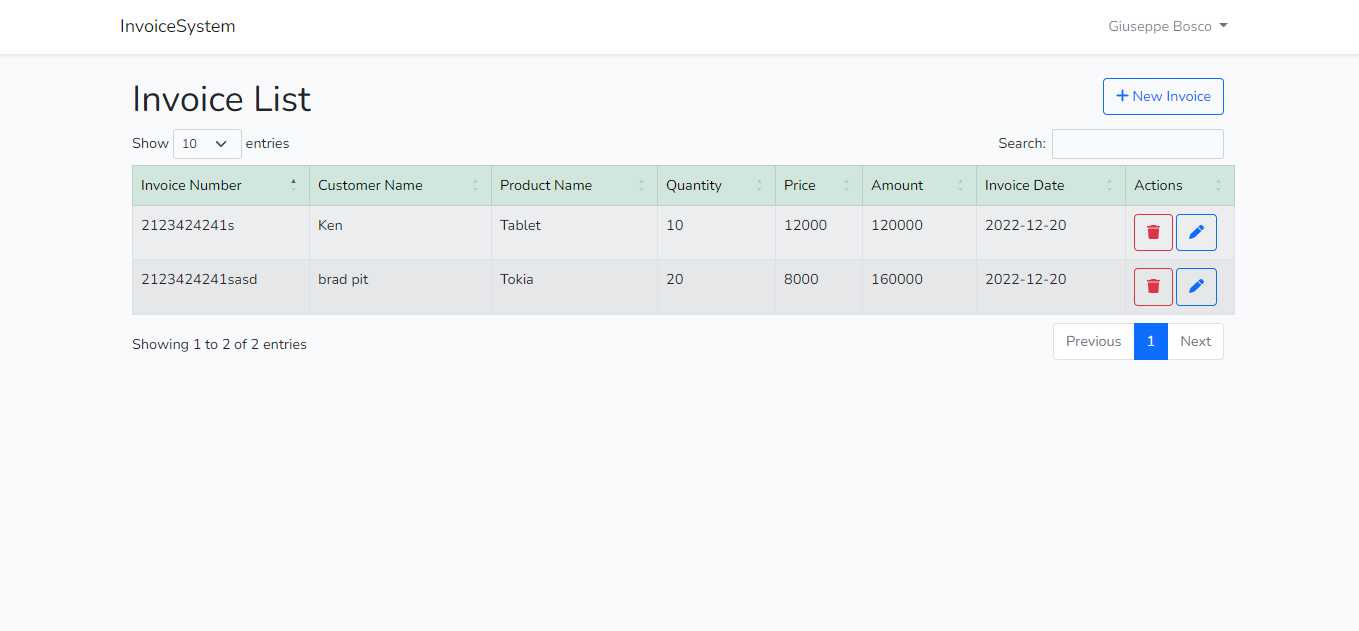 InvoiceSystem Giuseppe Bosco
Invoice List + New Invoice
Show 10 entries Search:
Invoice Number Customer Name Product Name Quantity Price Amount Invoice Date Actions
2123424241s Ken Tablet 10 12000 120000 2022-12-20
2123424241sasd brad pit Tokia 20 8000 160000 2022-12-20
Showing 1 to 2 of 2 entries Previous 1 Next